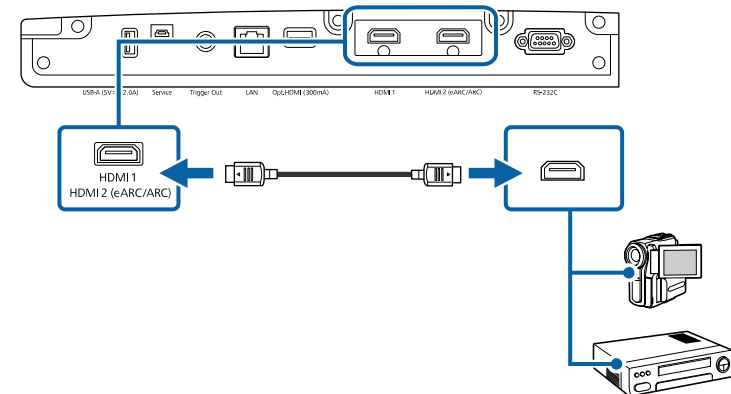 USB-A (5V⎓2.0A) Service Trigger Out LAN Opt.HDMI (300mA) HDMI 1 HDMI 2 (eARC/ARC) RS-232C
HDMI 1
HDMI 2 (eARC/ARC)